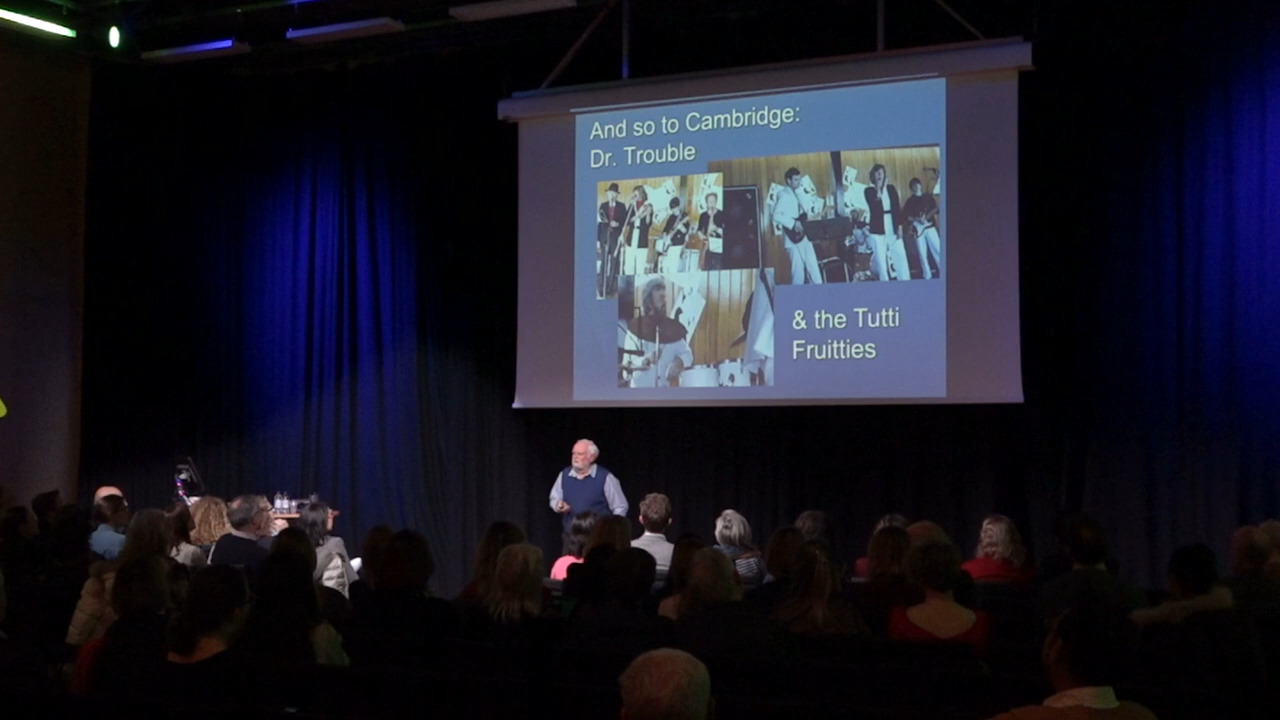 And so to Cambridge:
Dr. Trouble
& the Tutti
Fruitties